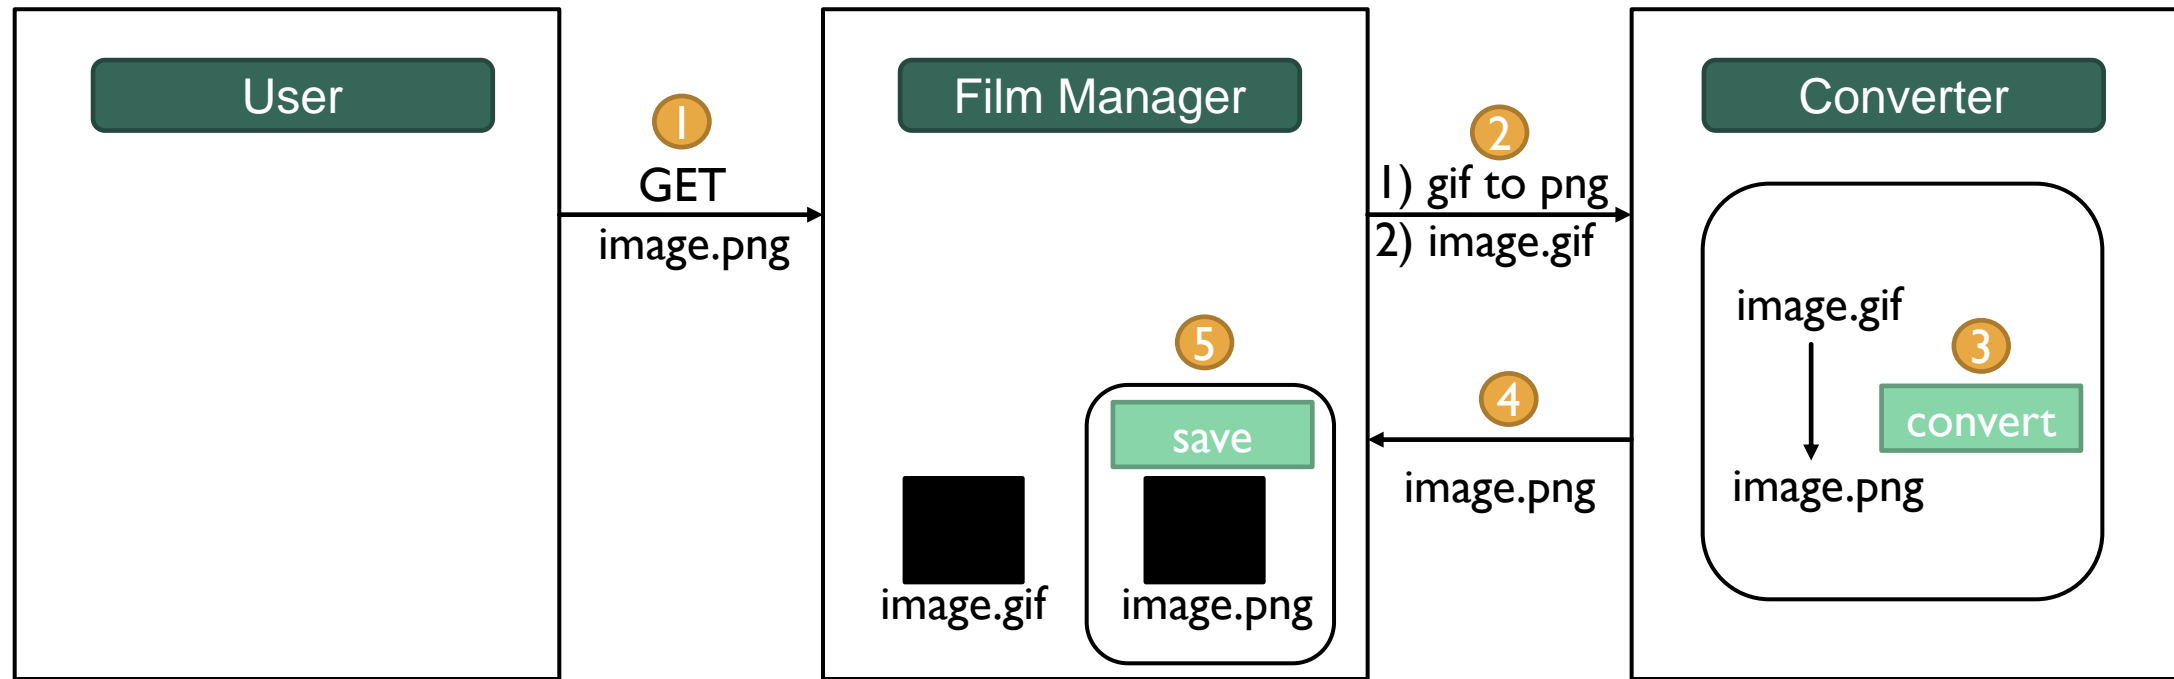 User
1
GET
image.png
Film Manager
5
save
image.gif
image.png
2
1) gif to png
2) image.gif
4
image.png
Converter
image.gif
3
convert
image.png